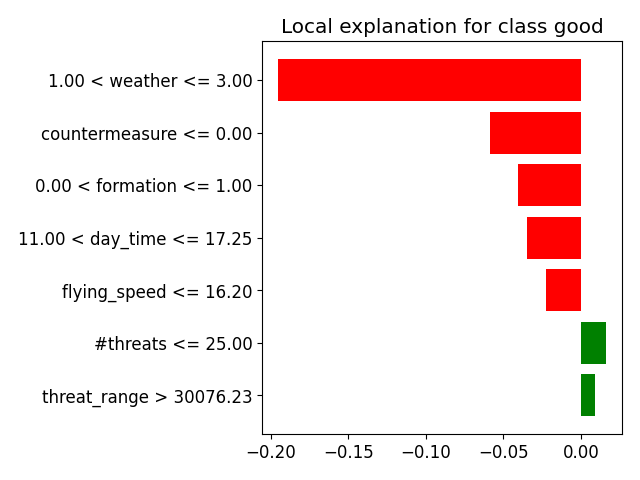 Local explanation for class good
1.00 < weather <= 3.00
countermeasure <= 0.00
0.00 < formation <= 1.00
11.00 < day_time <= 17.25
flying_speed <= 16.20
#threats <= 25.00
threat_range > 30076.23
−0.20 −0.15 −0.10 −0.05 0.00